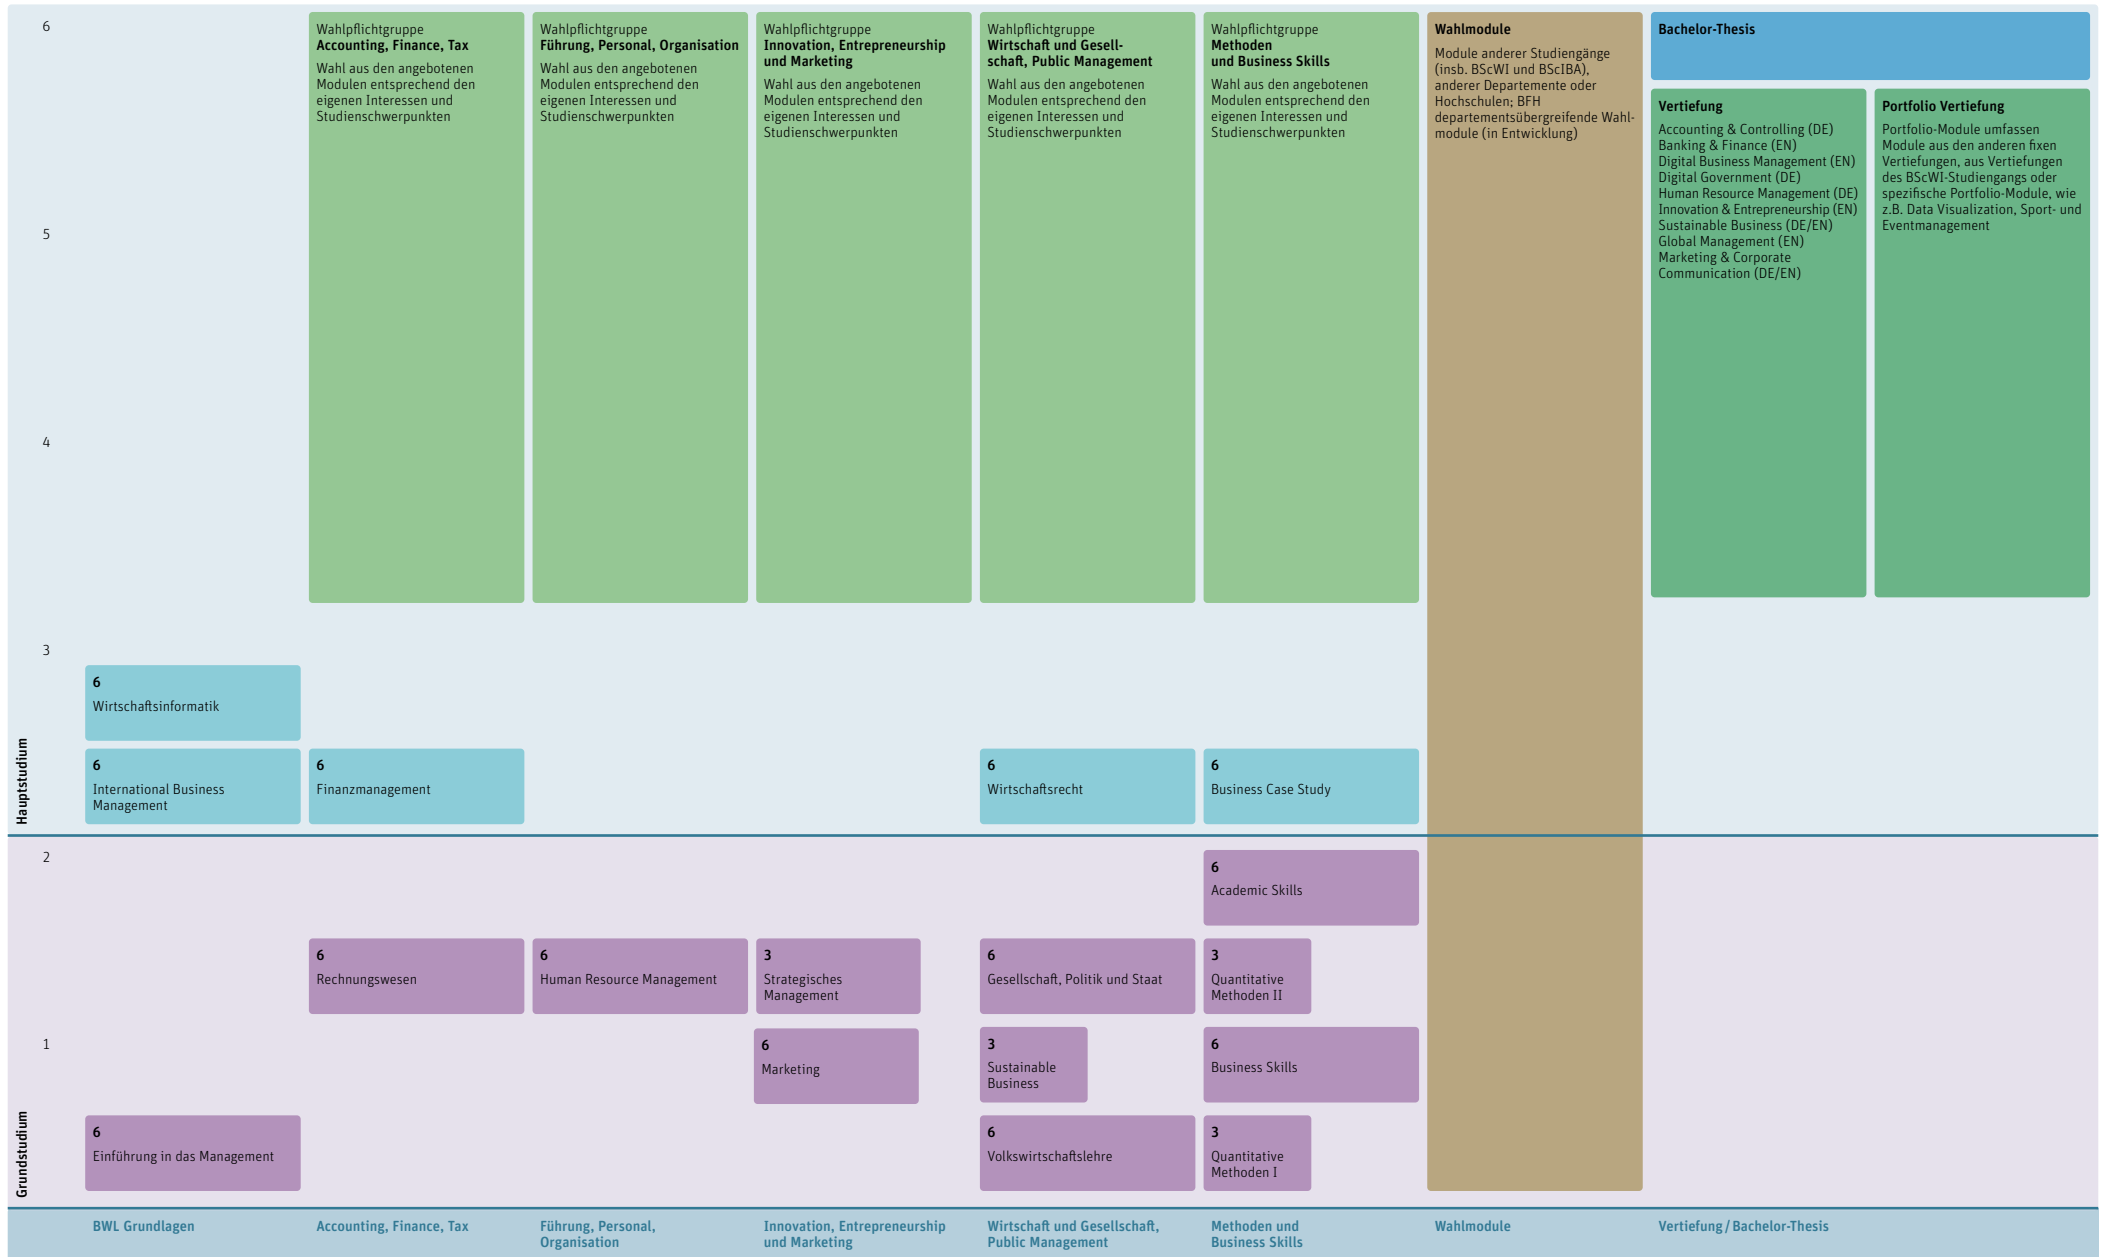 6
Wahlpflichtgruppe
Accounting, Finance, Tax
Wahl aus den angebotenen
Modulen entsprechend den
eigenen Interessen und
Studienschwerpunkten
Wahlpflichtgruppe
Führung, Personal, Organisation
Wahl aus den angebotenen
Modulen entsprechend den
eigenen Interessen und
Studienschwerpunkten
Wahlpflichtgruppe
Innovation, Entrepreneurship
und Marketing
Wahl aus den angebotenen
Modulen entsprechend den
eigenen Interessen und
Studienschwerpunkten
Wahlpflichtgruppe
Wirtschaft und Gesell-
schaft, Public Management
Wahl aus den angebotenen
Modulen entsprechend den
eigenen Interessen und
Studienschwerpunkten
Wahlpflichtgruppe
Methoden
und Business Skills
Wahl aus den angebotenen
Modulen entsprechend den
eigenen Interessen und
Studienschwerpunkten
Wahlmodule
Module anderer Studiengänge
(insb. BScWI und BScIBA),
anderer Departemente oder
Hochschulen; BFH
departementsübergreifende Wahl-
module (in Entwicklung)
Bachelor-Thesis
Vertiefung
Accounting & Controlling (DE)
Banking & Finance (EN)
Digital Business Management (EN)
Digital Government (DE)
Human Resource Management (DE)
Innovation & Entrepreneurship (EN)
Sustainable Business (DE/EN)
Global Management (EN)
Marketing & Corporate
Communication (DE/EN)
Portfolio Vertiefung
Portfolio-Module umfassen
Module aus den anderen fixen
Vertiefungen, aus Vertiefungen
des BScWI-Studiengangs oder
spezifische Portfolio-Module, wie
z.B. Data Visualization, Sport- und
Eventmanagement
5
4
3
6
Wirtschaftsinformatik
Hauptstudium
6
International Business
Management
6
Finanzmanagement
6
Wirtschaftsrecht
6
Business Case Study
2
6
Academic Skills
6
Rechnungswesen
6
Human Resource Management
3
Strategisches
Management
6
Gesellschaft, Politik und Staat
3
Quantitative
Methoden II
1
6
Marketing
3
Sustainable
Business
6
Business Skills
Grundstudium
6
Einführung in das Management
6
Volkswirtschaftslehre
3
Quantitative
Methoden I
BWL Grundlagen
Accounting, Finance, Tax
Führung, Personal,
Organisation
Innovation, Entrepreneurship
und Marketing
Wirtschaft und Gesellschaft,
Public Management
Methoden und
Business Skills
Wahlmodule
Vertiefung / Bachelor-Thesis